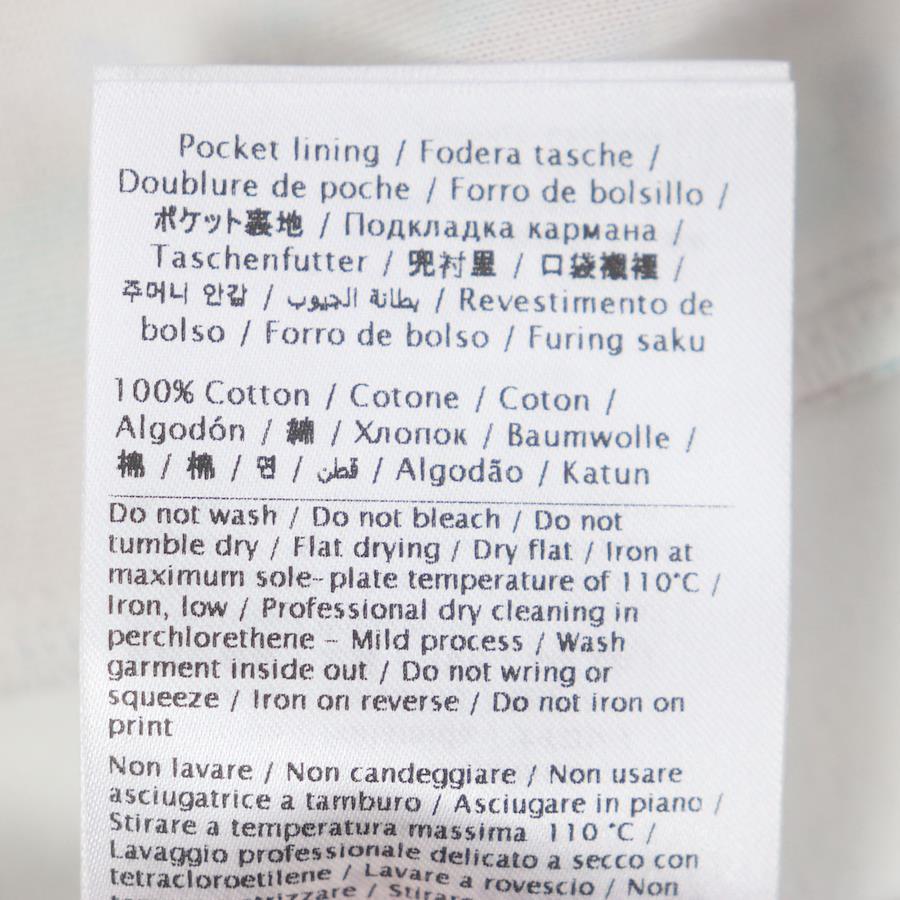 Pocket lining / Fodera tasche /
Doublure de poche / Forro de bolsillo /
ポケット裏地 / Подкладка кармана /
Taschenfutter / 兜衬里 / 口袋襯裡 /
주머니 안감 / بطانة الجيوب / Revestimento de
bolso / Forro de bolso / Furing saku
100% Cotton / Cotone / Coton /
Algodón / 綿 / Хлопок / Baumwolle /
棉 / 棉 / 면 / قطن / Algodão / Katun
Do not wash / Do not bleach / Do not
tumble dry / Flat drying / Dry flat / Iron at
maximum sole-plate temperature of 110°C /
Iron, low / Professional dry cleaning in
perchlorethene - Mild process / Wash
garment inside out / Do not wring or
squeeze / Iron on reverse / Do not iron on
print
Non lavare / Non candeggiare / Non usare
asciugatrice a tamburo / Asciugare in piano /
Stirare a temperatura massima 110 °C /
Lavaggio professionale delicato a secco con
tetracloroetilene / Lavare a rovescio / Non
/ Stirare